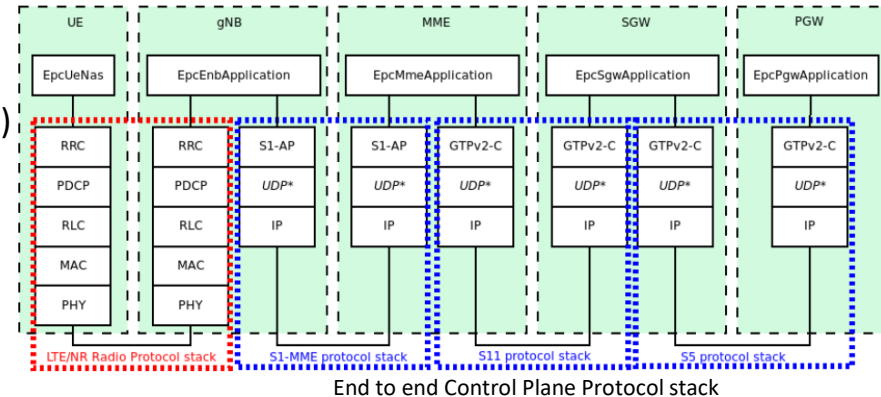 UE gNB MME SGW PGW
EpcUeNas EpcEnbApplication EpcMmeApplication EpcSgwApplication EpcPgwApplication
)
RRC RRC S1-AP S1-AP GTPv2-C GTPv2-C GTPv2-C GTPv2-C
PDCP PDCP UDP* UDP* UDP* UDP* UDP* UDP*
RLC RLC IP IP IP IP IP IP
MAC MAC
PHY PHY
LTE/NR Radio Protocol stack S1-MME protocol stack S11 protocol stack S5 protocol stack
End to end Control Plane Protocol stack